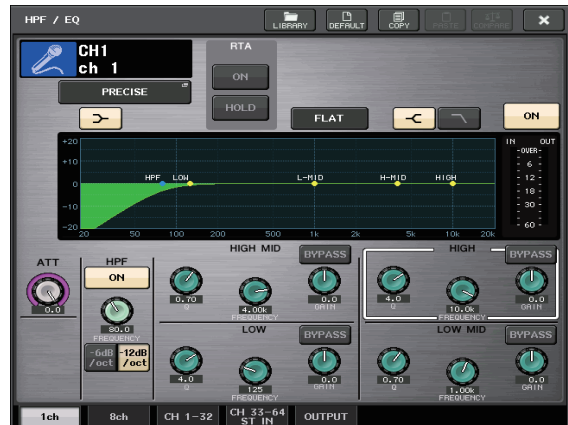 HPF / EQ
LIBRARY DEFAULT COPY PASTE COMPARE
CH1
ch 1
RTA
PRECISE
ON
HOLD
FLAT
ON
+20
+10
0
-10
-20
HPF LOW L-MID H-MID HIGH
20 50 100 200 500 1k 2k 5k 10k 20k
IN OUT
-OVER-
- 6 -
- 12 -
- 18 -
- 30 -
- 60 -
ATT
0.0
HPF
ON
80.0
FREQUENCY
-6dB /oct
-12dB /oct
HIGH MID
BYPASS
0.70
Q
4.00k
FREQUENCY
0.0
GAIN
HIGH
BYPASS
4.0
Q
10.0k
FREQUENCY
0.0
GAIN
LOW
BYPASS
4.0
Q
125
FREQUENCY
0.0
GAIN
LOW MID
BYPASS
0.70
Q
1.00k
FREQUENCY
0.0
GAIN
1ch 8ch CH 1-32 CH 33-64 ST IN OUTPUT